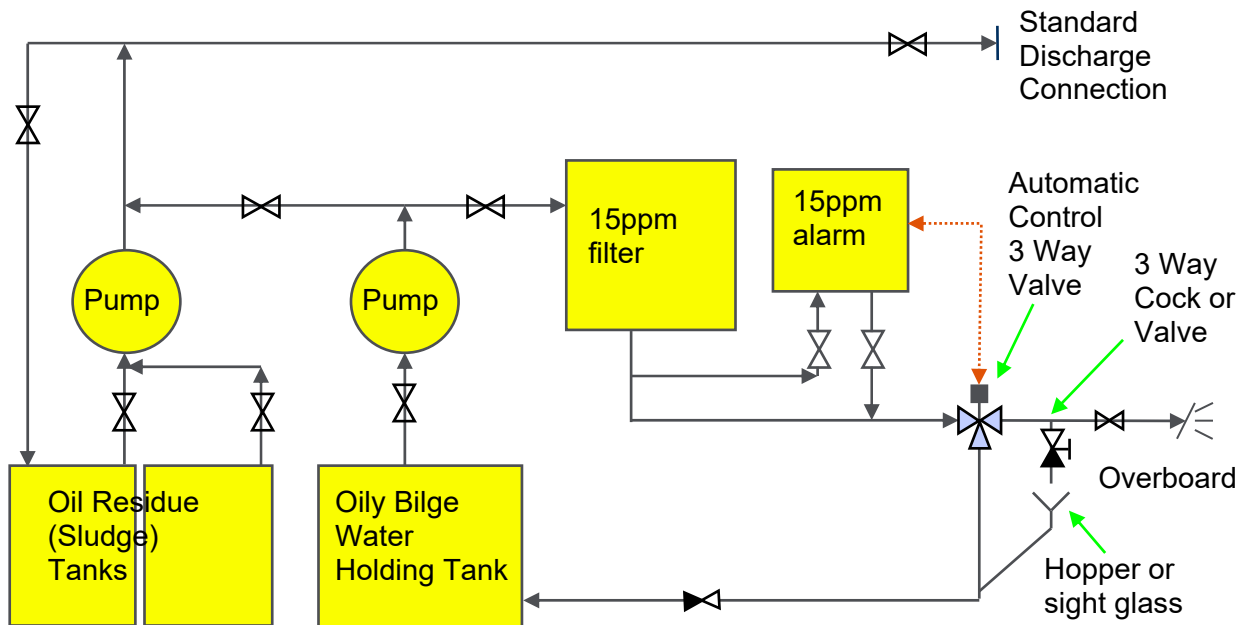 Standard
Discharge
Connection
15ppm
filter
15ppm
alarm
Automatic
Control
3 Way
Valve
3 Way
Cock or
Valve
Pump
Pump
Oil Residue
(Sludge)
Tanks
Oily Bilge
Water
Holding Tank
Overboard
Hopper or
sight glass